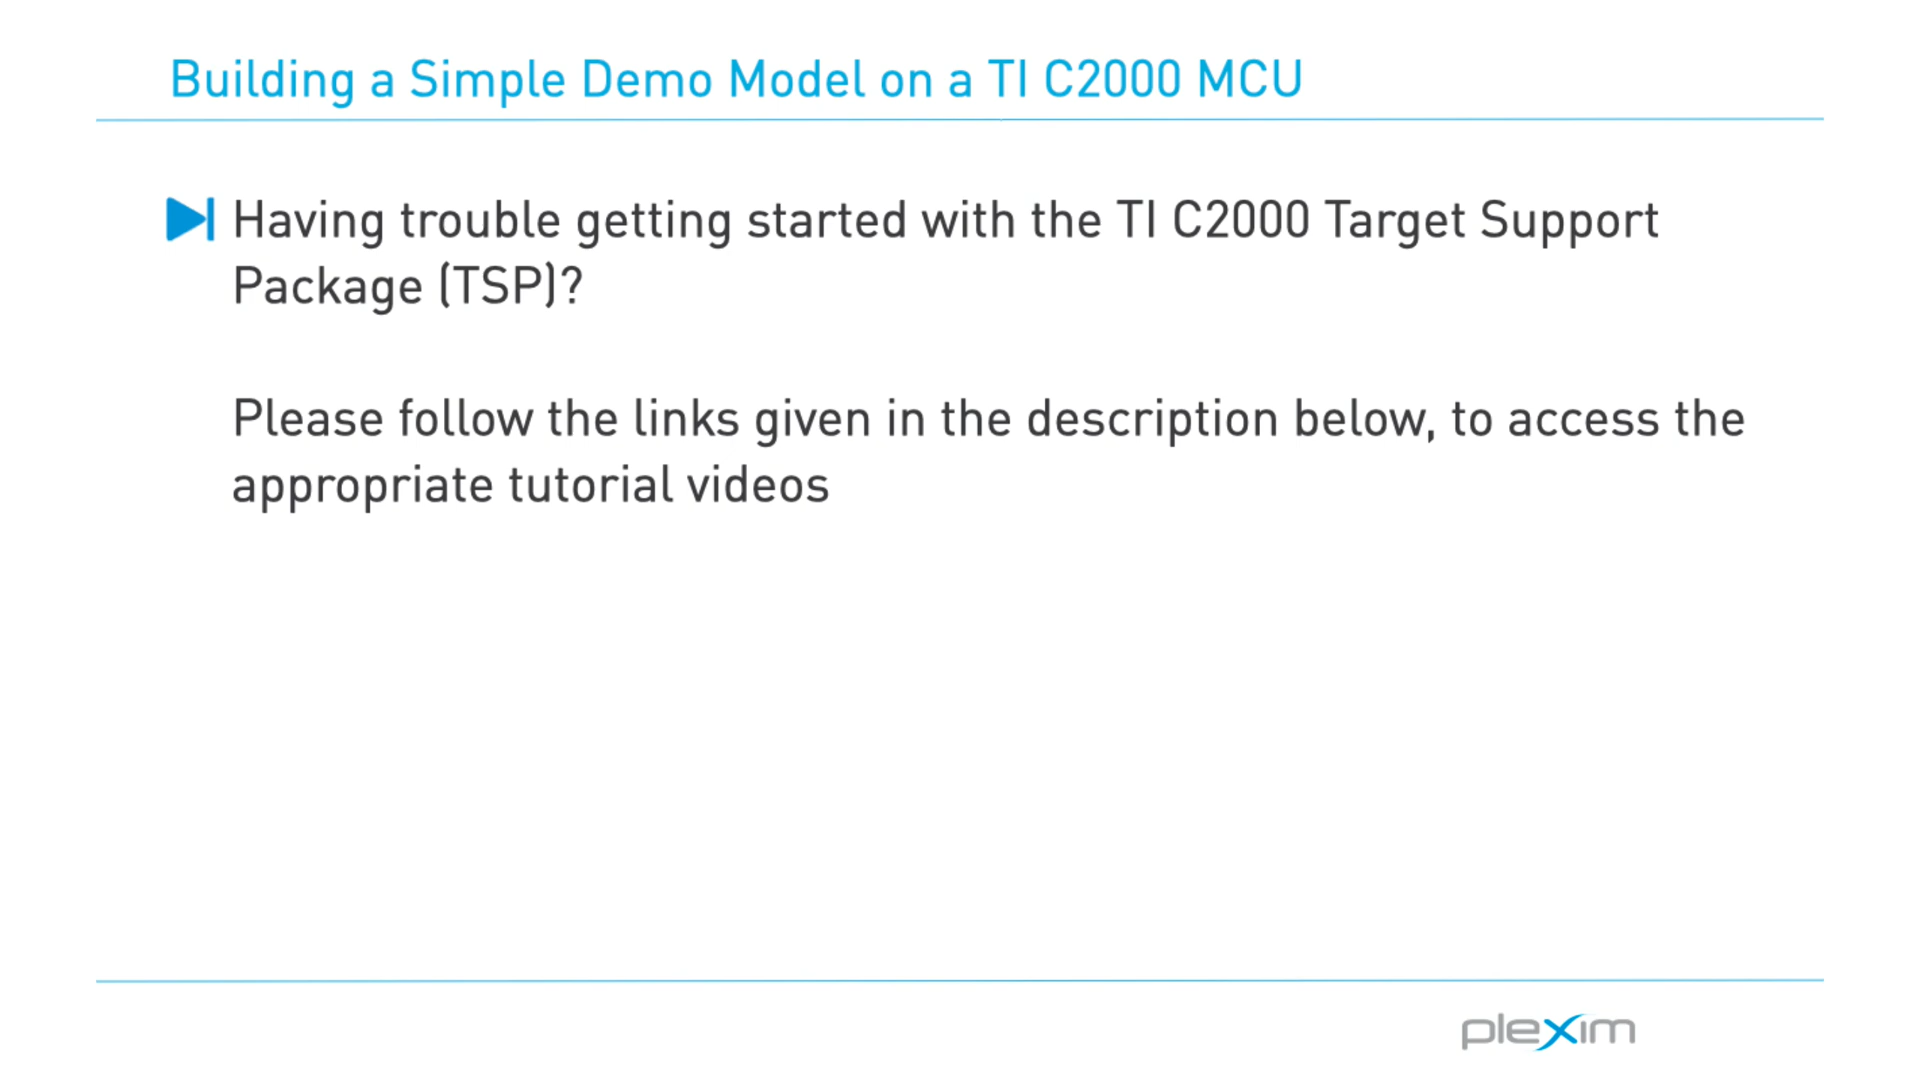 Building a Simple Demo Model on a TI C2000 MCU
Having trouble getting started with the TI C2000 Target Support
Package (TSP)?
Please follow the links given in the description below, to access the
appropriate tutorial videos
plexim